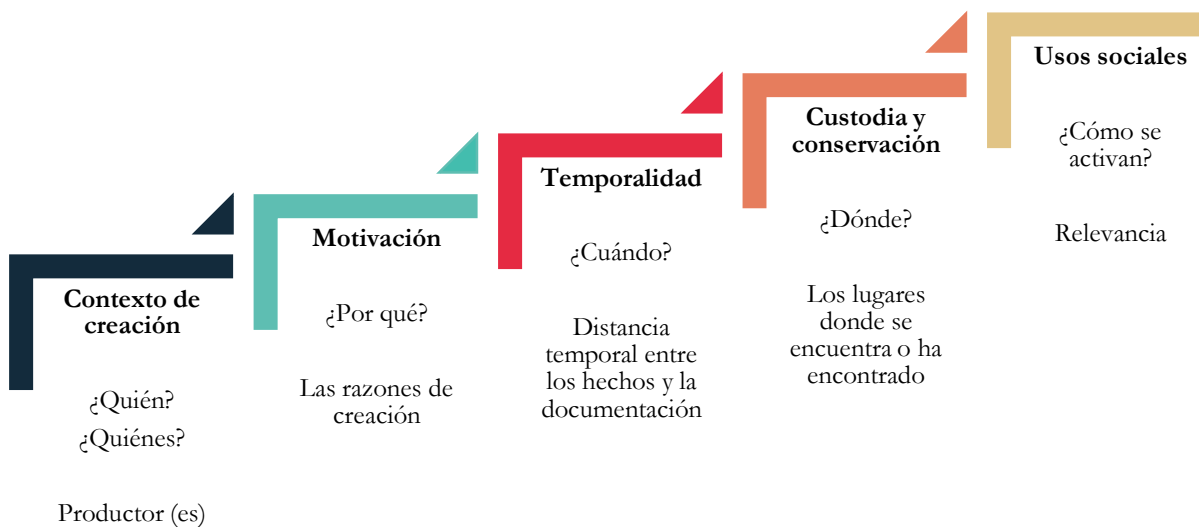 Contexto de
creación
¿Quién?
¿Quiénes?
Productor (es)
Motivación
¿Por qué?
Las razones de
creación
Temporalidad
¿Cuándo?
Distancia
temporal entre
los hechos y la
documentación
Custodia y
conservación
¿Dónde?
Los lugares
donde se
encuentra o ha
encontrado
Usos sociales
¿Cómo se
activan?
Relevancia